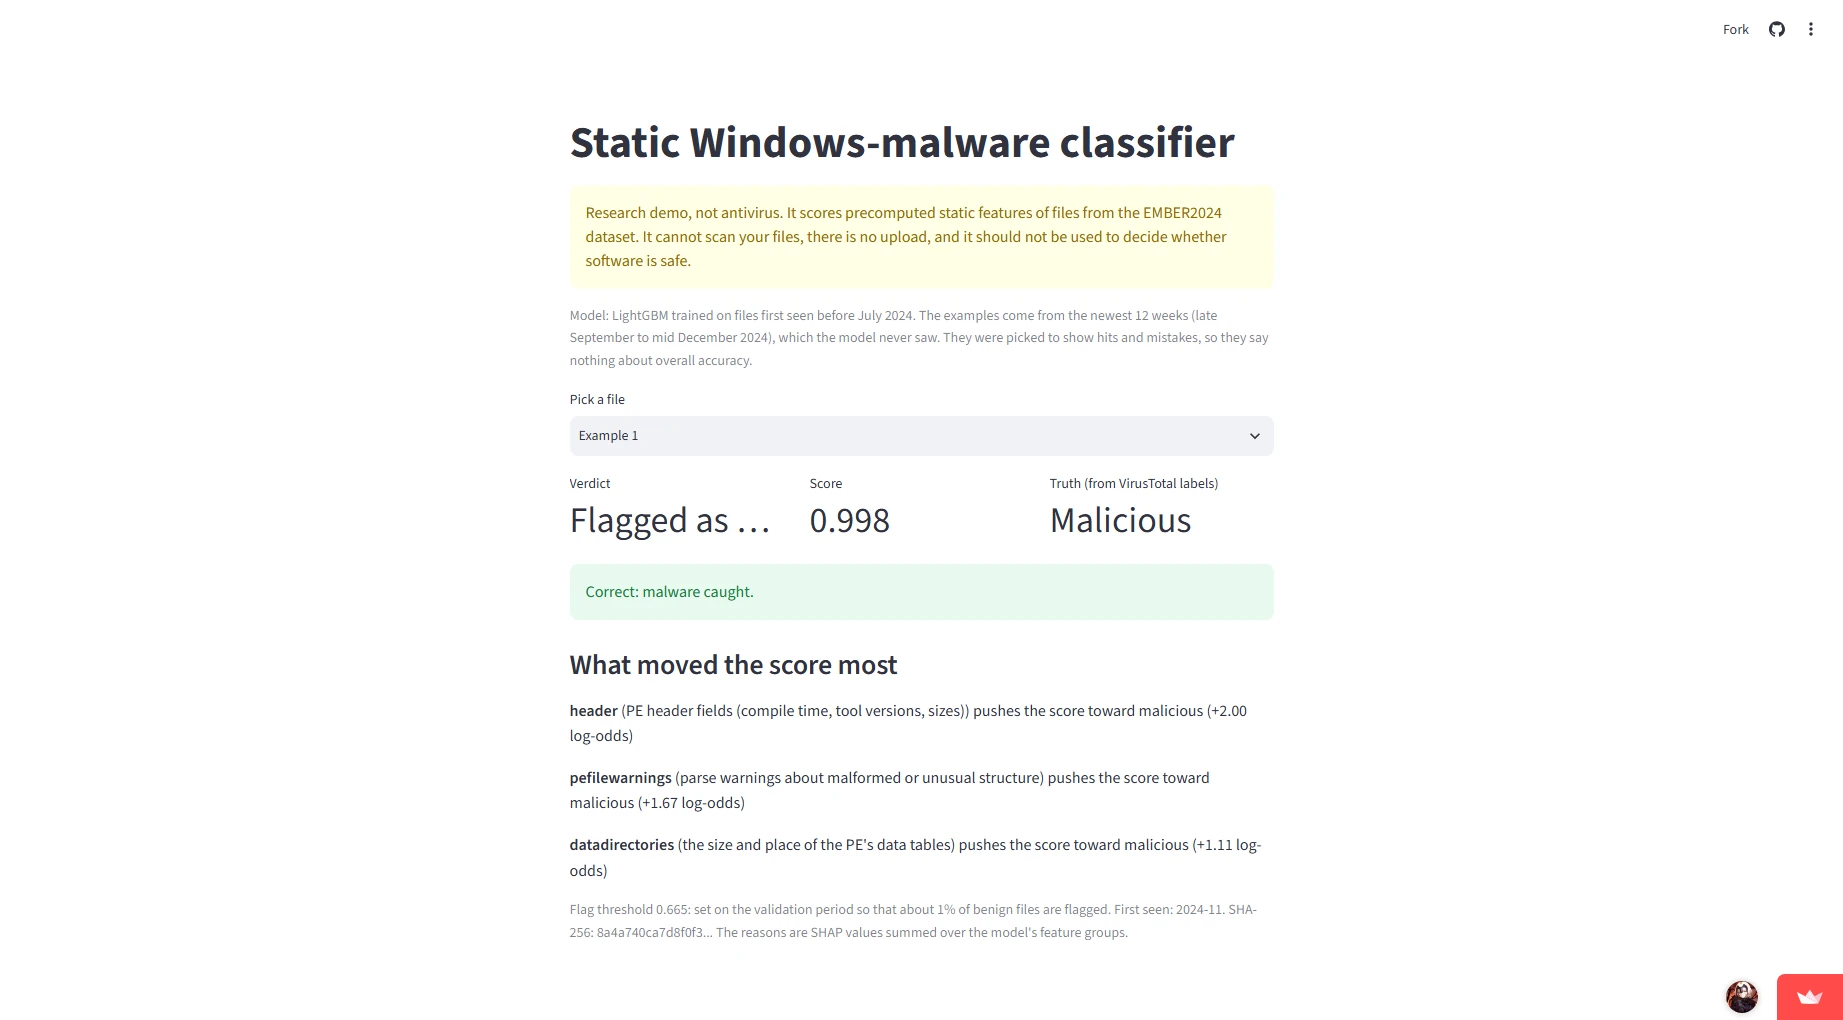 Fork
Static Windows-malware classifier
Research demo, not antivirus. It scores precomputed static features of files from the EMBER2024
dataset. It cannot scan your files, there is no upload, and it should not be used to decide whether
software is safe.
Model: LightGBM trained on files first seen before July 2024. The examples come from the newest 12 weeks (late
September to mid December 2024), which the model never saw. They were picked to show hits and mistakes, so they say
nothing about overall accuracy.
Pick a file
Example 1
Verdict
Score
Truth (from VirusTotal labels)
Flagged as …
0.998
Malicious
Correct: malware caught.
What moved the score most
header (PE header fields (compile time, tool versions, sizes)) pushes the score toward malicious (+2.00
log-odds)
pefilewarnings (parse warnings about malformed or unusual structure) pushes the score toward
malicious (+1.67 log-odds)
datadirectories (the size and place of the PE's data tables) pushes the score toward malicious (+1.11 log-
odds)
Flag threshold 0.665: set on the validation period so that about 1% of benign files are flagged. First seen: 2024-11. SHA-
256: 8a4a740ca7d8f0f3... The reasons are SHAP values summed over the model's feature groups.